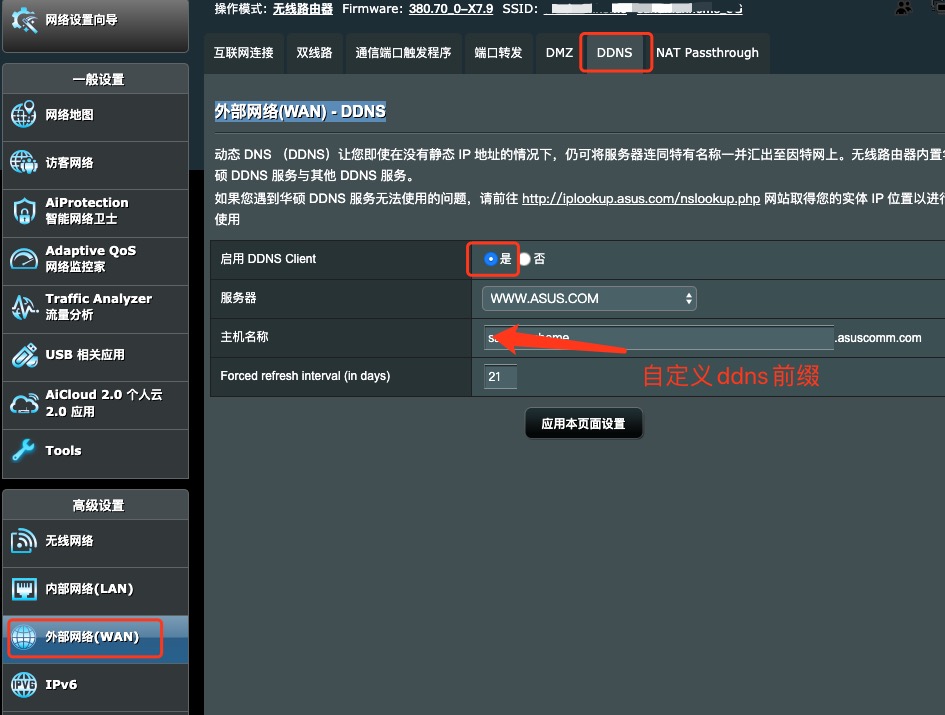 网络设置向导
一般设置
网络地图
访客网络
AiProtection
智能网络卫士
Adaptive QoS
网络监控家
Traffic Analyzer
流量分析
USB 相关应用
AiCloud 2.0 个人云
2.0 应用
Tools
高级设置
无线网络
内部网络(LAN)
外部网络(WAN)
IPv6
操作模式: 无线路由器 Firmware: 380.70_0-X7.9 SSID:
互联网连接 双线路 通信端口触发程序 端口转发 DMZ DDNS NAT Passthrough
外部网络(WAN) - DDNS
动态 DNS （DDNS）让您即使在没有静态 IP 地址的情况下，仍可将服务器连同特有名称一并汇出至因特网上。无线路由器内置
硕 DDNS 服务与其他 DDNS 服务。
如果您遇到华硕 DDNS 服务无法使用的问题，请前往 http://iplookup.asus.com/nslookup.php 网站取得您的实体 IP 位置以进行
使用
启用 DDNS Client 是 否
服务器 WWW.ASUS.COM
主机名称 .asuscomm.com
Forced refresh interval (in days) 21
自定义ddns前缀
应用本页面设置